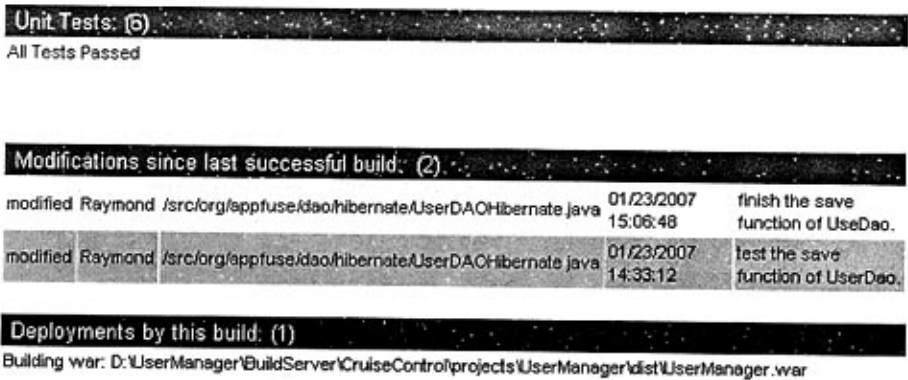 Unit Tests: (6)
All Tests Passed
Modifications since last successful build: (2)
modified Raymond /src/org/appfuse/dao/hibernate/UserDAOHibernate.java 01/23/2007 finish the save
15:06:48 function of UseDao.
modified Raymond /src/org/appfuse/dao/hibernate/UserDAOHibernate.java 01/23/2007 test the save
14:33:12 function of UserDao.
Deployments by this build: (1)
Building war: D:\UserManager\BuildServer\CruiseControl\projects\UserManager\dist\UserManager.war